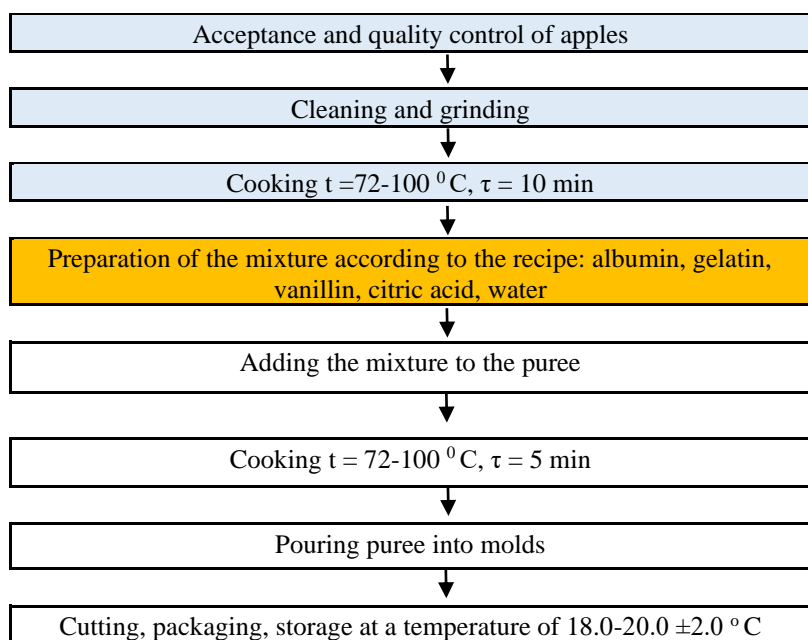 Acceptance and quality control of apples
Cleaning and grinding
Cooking t =72-100 ⁰ C, τ = 10 min
Preparation of the mixture according to the recipe: albumin, gelatin,
vanillin, citric acid, water
Adding the mixture to the puree
Cooking t = 72-100 ⁰ C, τ = 5 min
Pouring puree into molds
Cutting, packaging, storage at a temperature of 18.0-20.0 ±2.0 ᵒ C